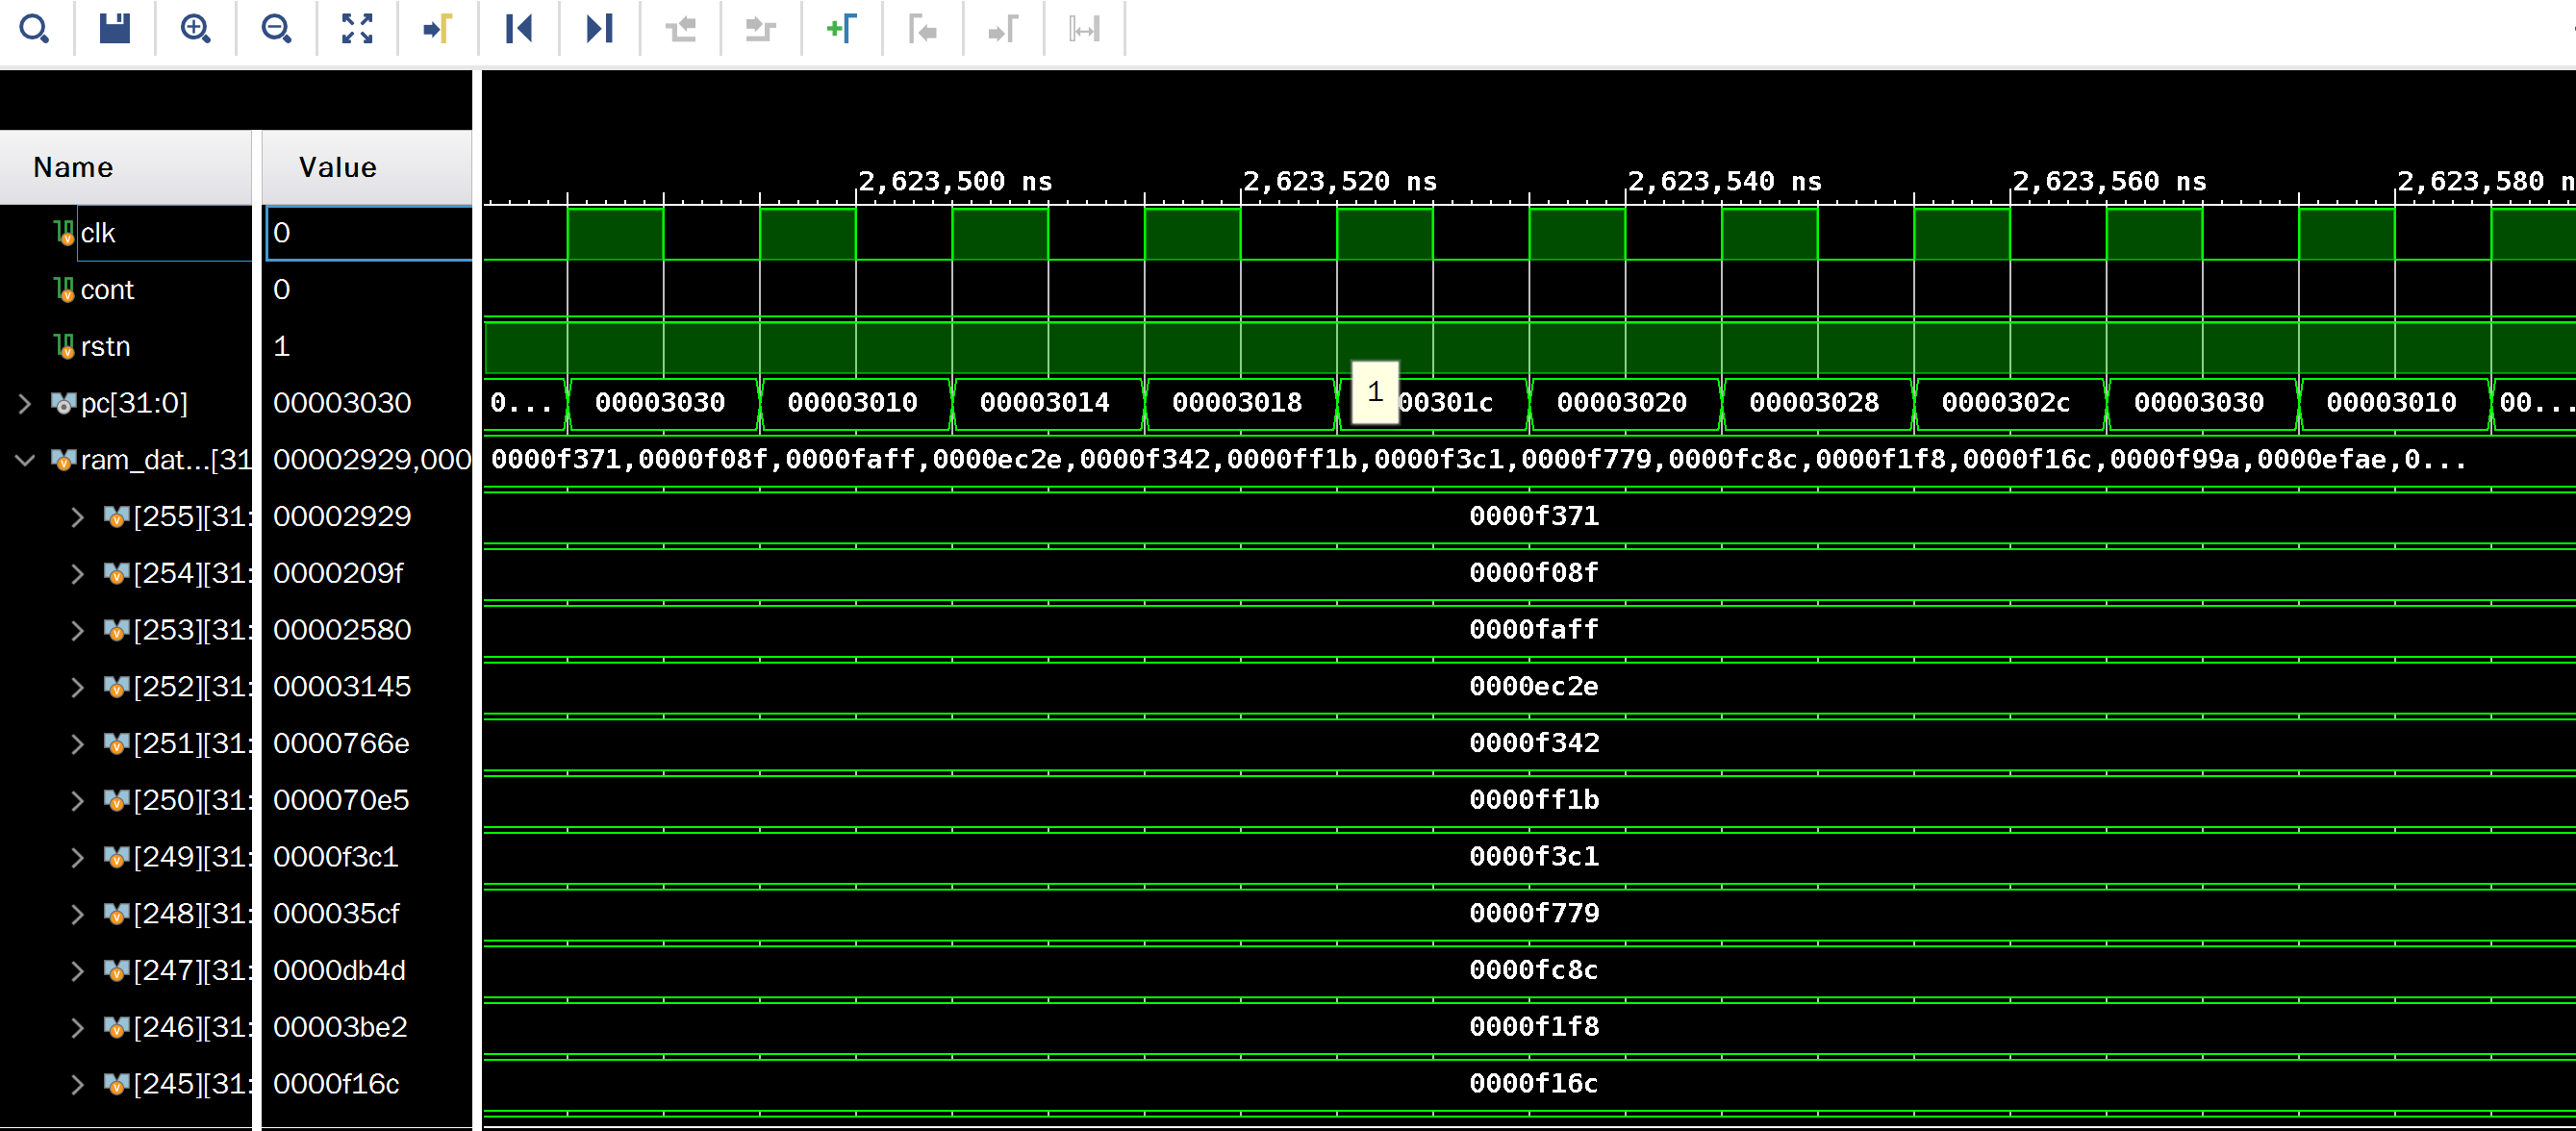 Name Value
2,623,500 ns 2,623,520 ns 2,623,540 ns 2,623,560 ns 2,623,580 n
clk 0
cont 0
rstn 1
1
pc[31:0] 00003030 0... 00003030 00003010 00003014 00003018 00301c 00003020 00003028 0000302c 00003030 00003010 00...
ram_dat...[31 00002929,000 0000f371,0000f08f,0000faff,0000ec2e,0000f342,0000ff1b,0000f3c1,0000f779,0000fc8c,0000f1f8,0000f16c,0000f99a,0000efae,0...
[255][31: 00002929 0000f371
[254][31: 0000209f 0000f08f
[253][31: 00002580 0000faff
[252][31: 00003145 0000ec2e
[251][31: 0000766e 0000f342
[250][31: 000070e5 0000ff1b
[249][31: 0000f3c1 0000f3c1
[248][31: 000035cf 0000f779
[247][31: 0000db4d 0000fc8c
[246][31: 00003be2 0000f1f8
[245][31: 0000f16c 0000f16c